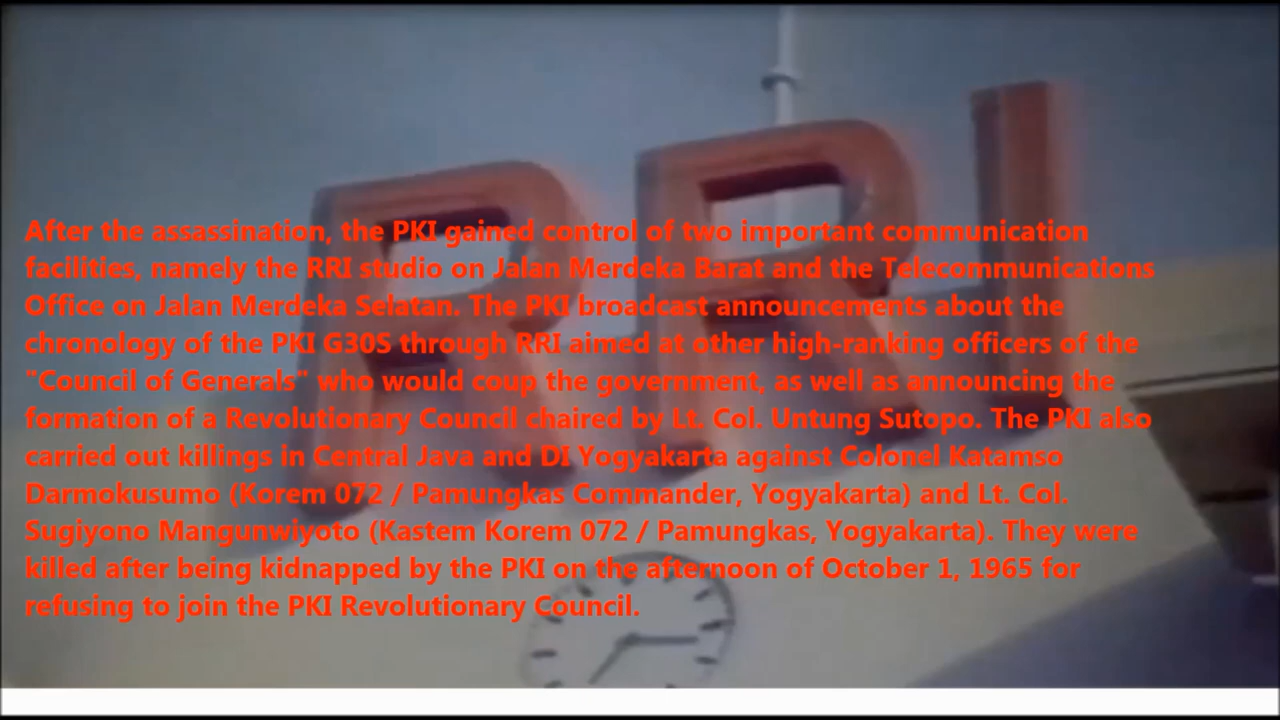 RRI
After the assassination, the PKI gained control of two important communication
facilities, namely the RRI studio on Jalan Merdeka Barat and the Telecommunications
Office on Jalan Merdeka Selatan. The PKI broadcast announcements about the
chronology of the PKI G30S through RRI aimed at other high-ranking officers of the
"Council of Generals" who would coup the government, as well as announcing the
formation of a Revolutionary Council chaired by Lt. Col. Untung Sutopo. The PKI also
carried out killings in Central Java and DI Yogyakarta against Colonel Katamso
Darmokusumo (Korem 072 / Pamungkas Commander, Yogyakarta) and Lt. Col.
Sugiyono Mangunwiyoto (Kastem Korem 072 / Pamungkas, Yogyakarta). They were
killed after being kidnapped by the PKI on the afternoon of October 1, 1965 for
refusing to join the PKI Revolutionary Council.